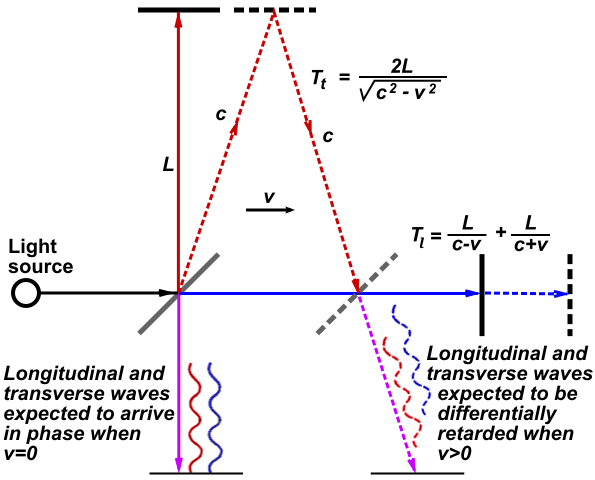 T_t = 2L / √(c² - v²)
c
c
L
v
T_l = L/(c-v) + L/(c+v)
Light
source
Longitudinal and
transverse waves
expected to arrive
in phase when
v=0
Longitudinal and
transverse waves
expected to be
differentially
retarded when
v>0